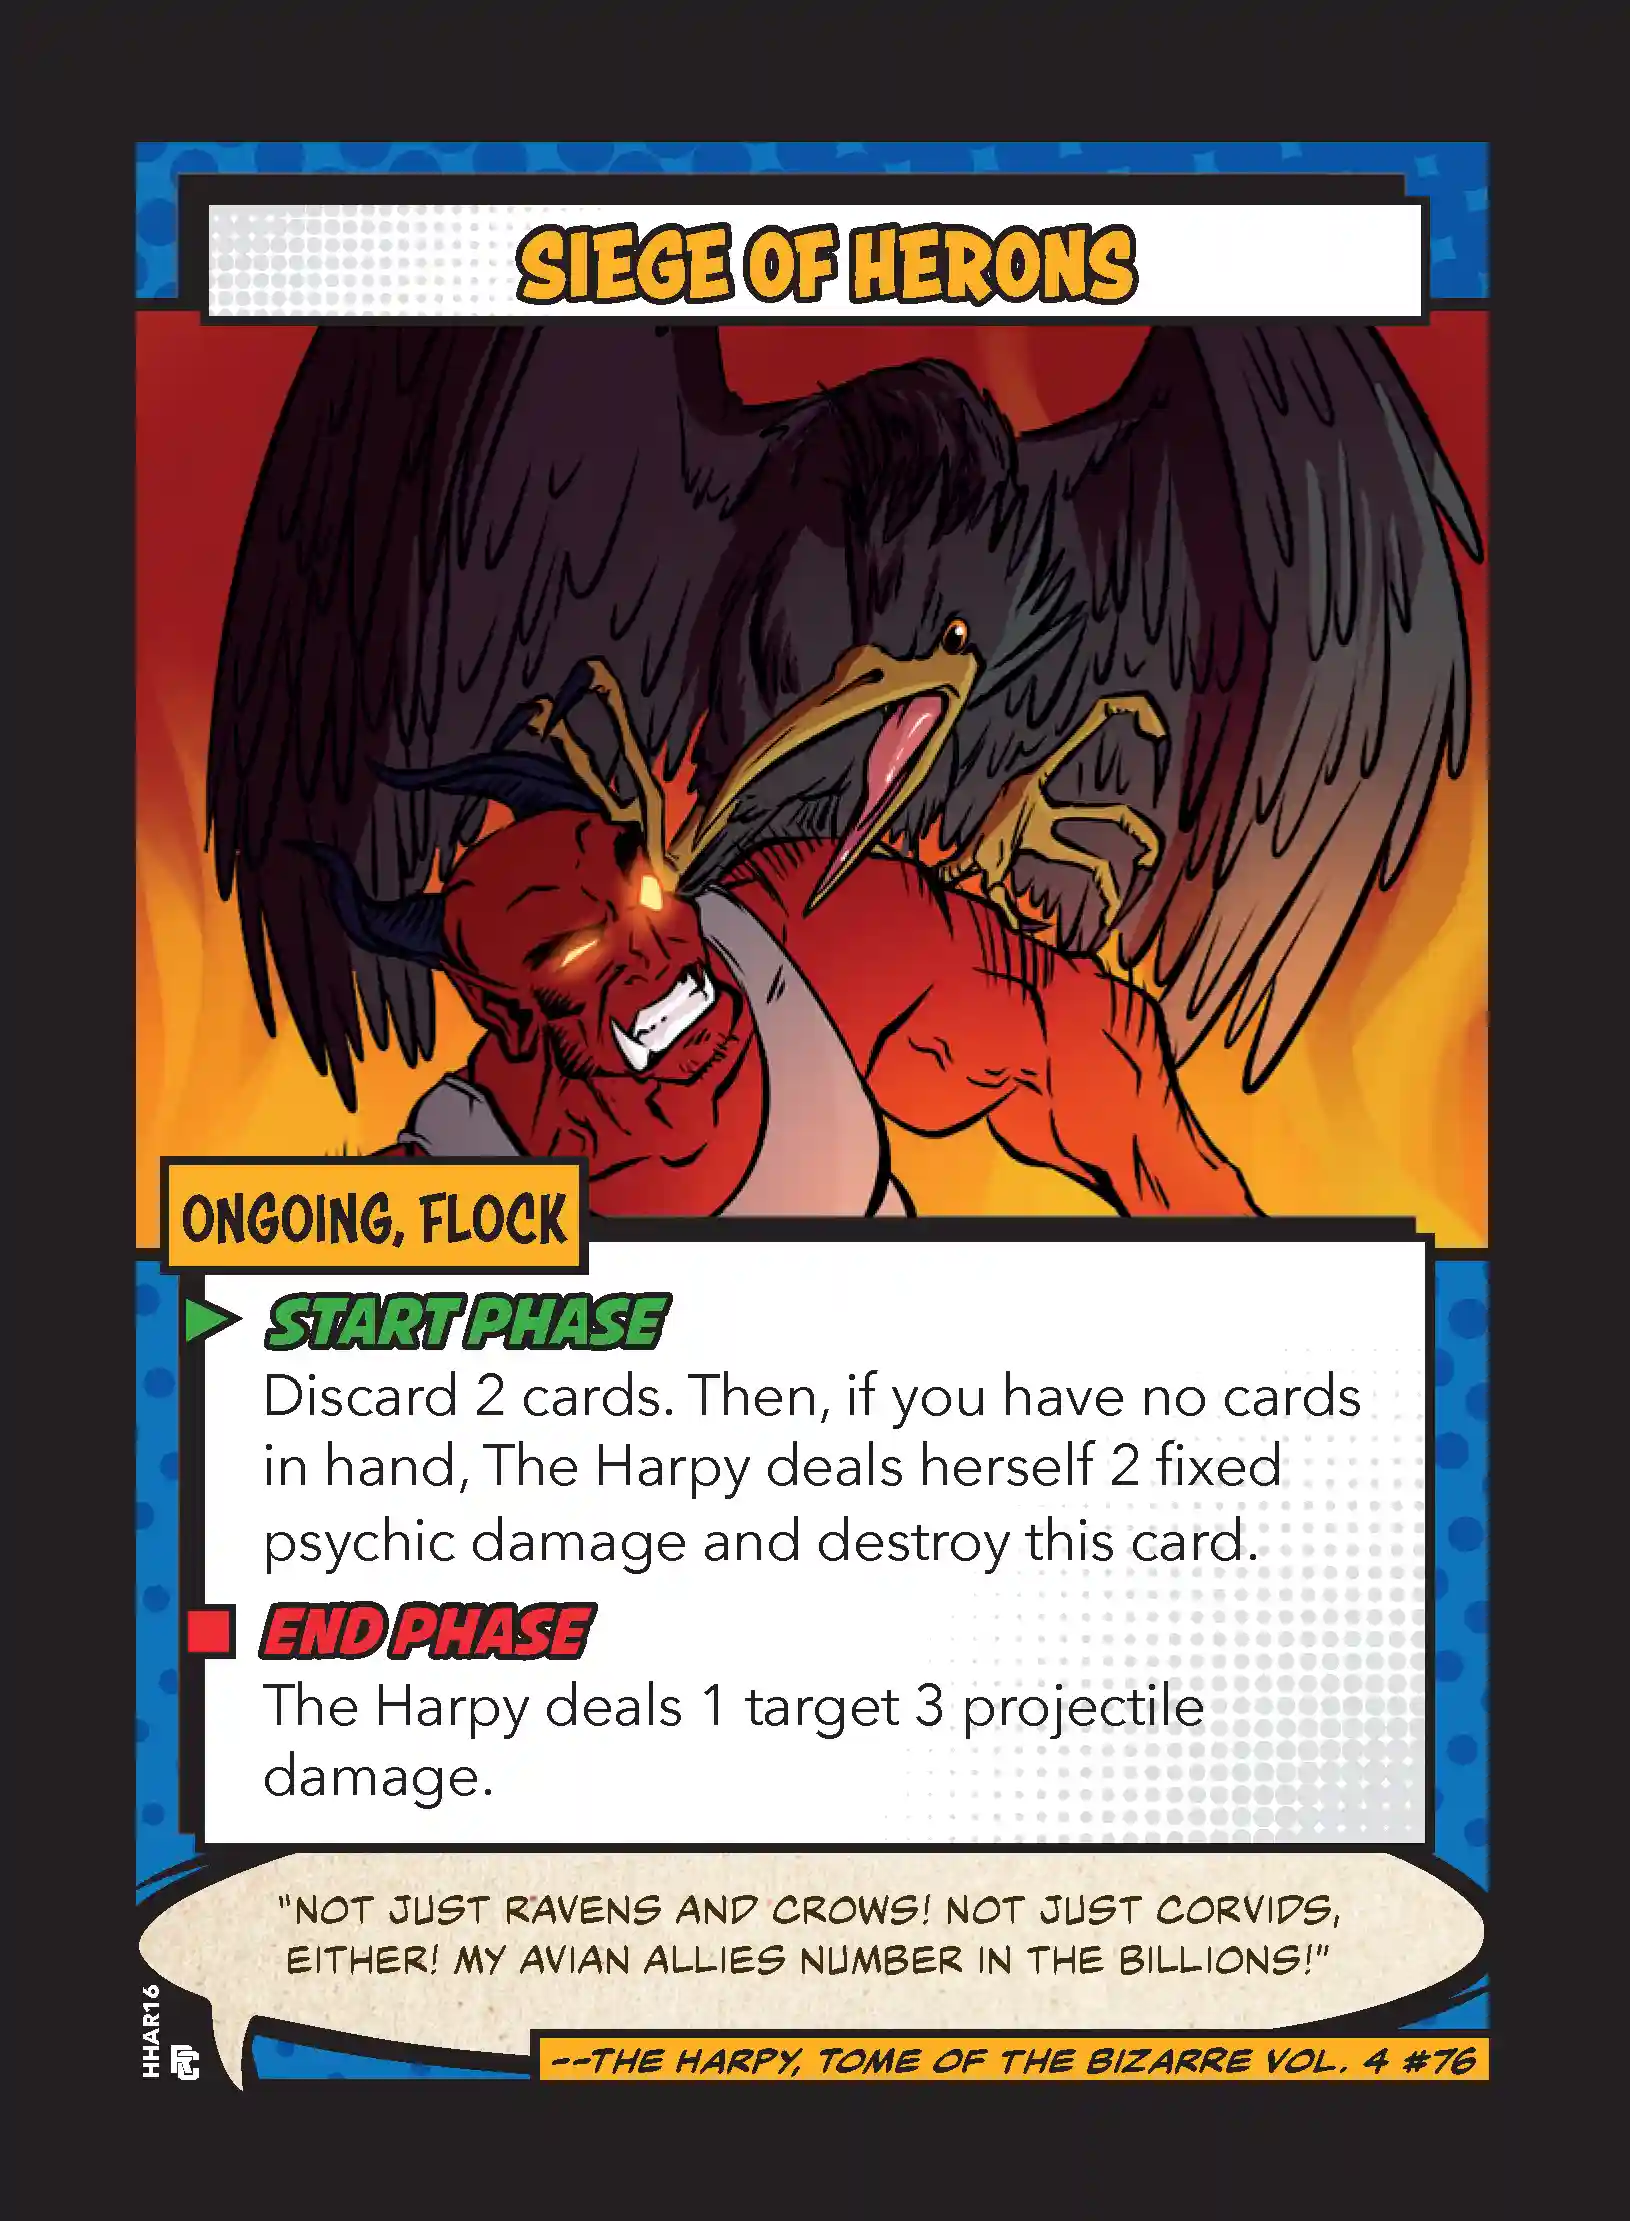 SIEGE OF HERONS
ONGOING, FLOCK
START PHASE
Discard 2 cards. Then, if you have no cards
in hand, The Harpy deals herself 2 fixed
psychic damage and destroy this card.
END PHASE
The Harpy deals 1 target 3 projectile
damage.
"NOT JUST RAVENS AND CROWS! NOT JUST CORVIDS,
EITHER! MY AVIAN ALLIES NUMBER IN THE BILLIONS!"
--THE HARPY, TOME OF THE BIZARRE VOL. 4 #76
HHAR16